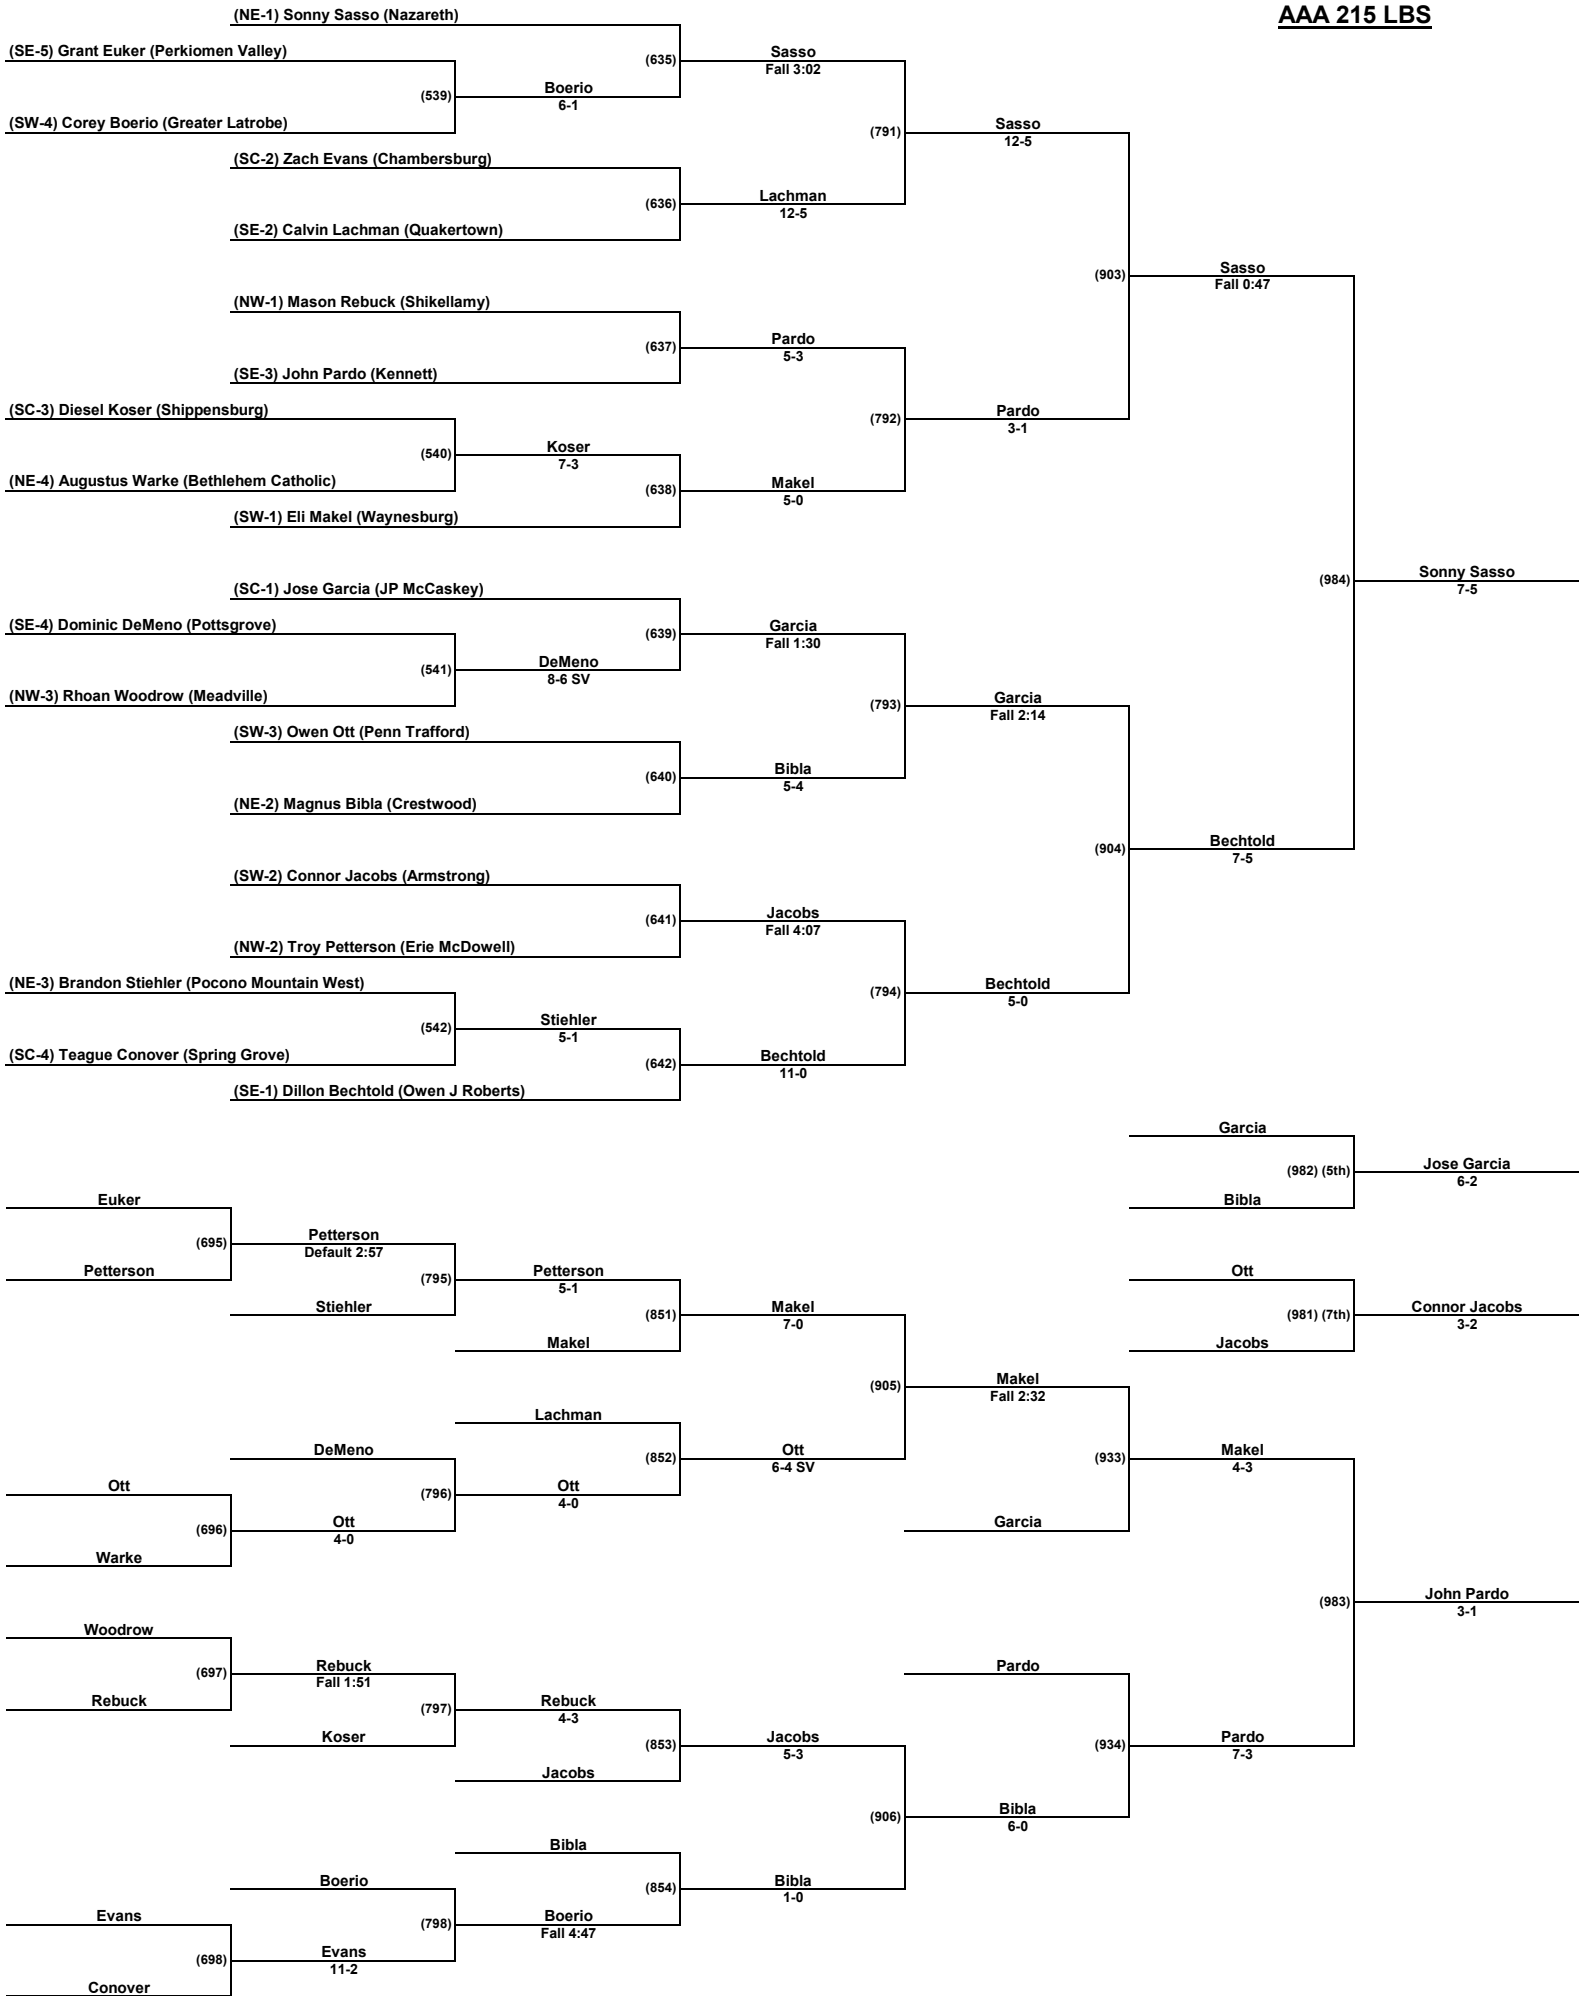 AAA 215 LBS
(NE-1) Sonny Sasso (Nazareth)
(SE-5) Grant Euker (Perkiomen Valley)
(635)
Sasso
Fall 3:02
(539)
Boerio
6-1
(SW-4) Corey Boerio (Greater Latrobe)
(791)
Sasso
12-5
(SC-2) Zach Evans (Chambersburg)
(636)
Lachman
12-5
(SE-2) Calvin Lachman (Quakertown)
(903)
Sasso
Fall 0:47
(NW-1) Mason Rebuck (Shikellamy)
(637)
Pardo
5-3
(SE-3) John Pardo (Kennett)
(SC-3) Diesel Koser (Shippensburg)
(792)
Pardo
3-1
(540)
Koser
7-3
(NE-4) Augustus Warke (Bethlehem Catholic)
(638)
Makel
5-0
(SW-1) Eli Makel (Waynesburg)
(984)
Sonny Sasso
7-5
(SC-1) Jose Garcia (JP McCaskey)
(SE-4) Dominic DeMeno (Pottsgrove)
(639)
Garcia
Fall 1:30
(541)
DeMeno
8-6 SV
(NW-3) Rhoan Woodrow (Meadville)
(793)
Garcia
Fall 2:14
(SW-3) Owen Ott (Penn Trafford)
(640)
Bibla
5-4
(NE-2) Magnus Bibla (Crestwood)
(904)
Bechtold
7-5
(SW-2) Connor Jacobs (Armstrong)
(641)
Jacobs
Fall 4:07
(NW-2) Troy Petterson (Erie McDowell)
(NE-3) Brandon Stiehler (Pocono Mountain West)
(794)
Bechtold
5-0
(542)
Stiehler
5-1
(SC-4) Teague Conover (Spring Grove)
(642)
Bechtold
11-0
(SE-1) Dillon Bechtold (Owen J Roberts)
Garcia
(982) (5th)
Jose Garcia
6-2
Bibla
Euker
(695)
Petterson
Default 2:57
Petterson
(795)
Petterson
5-1
Stiehler
(851)
Makel
7-0
Makel
Ott
(981) (7th)
Connor Jacobs
3-2
Jacobs
(905)
Makel
Fall 2:32
Lachman
DeMeno
(852)
Ott
6-4 SV
Ott
(796)
Ott
4-0
(696)
Ott
4-0
Warke
(933)
Makel
4-3
Garcia
(983)
John Pardo
3-1
Woodrow
(697)
Rebuck
Fall 1:51
Rebuck
(797)
Rebuck
4-3
Koser
(853)
Jacobs
5-3
Jacobs
Pardo
(934)
Pardo
7-3
(906)
Bibla
6-0
Bibla
Boerio
(854)
Bibla
1-0
Evans
(798)
Boerio
Fall 4:47
(698)
Evans
11-2
Conover